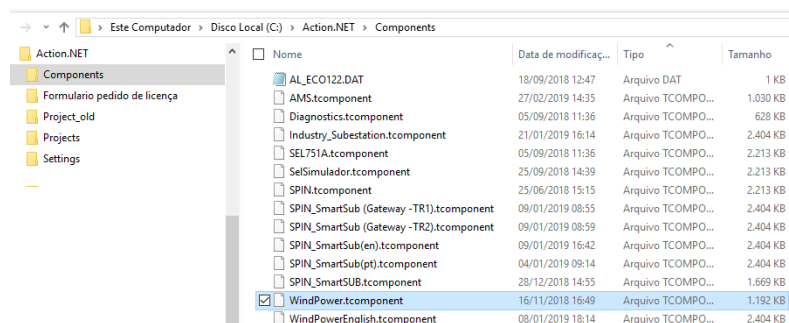 Este Computador > Disco Local (C:) > Action.NET > Components
Action.NET
Components
Formulario pedido de licença
Project_old
Projects
Settings
Nome Data de modificaç... Tipo Tamanho
AL_ECO122.DAT 18/09/2018 12:47 Arquivo DAT 1 KB
AMS.tcomponent 27/02/2019 14:35 Arquivo TCOMPO... 1.030 KB
Diagnostics.tcomponent 05/09/2018 11:36 Arquivo TCOMPO... 628 KB
Industry_Subestation.tcomponent 21/01/2019 16:14 Arquivo TCOMPO... 2.404 KB
SEL751A.tcomponent 05/09/2018 11:36 Arquivo TCOMPO... 2.213 KB
SelSimulador.tcomponent 25/09/2018 14:39 Arquivo TCOMPO... 2.213 KB
SPIN.tcomponent 25/06/2018 15:15 Arquivo TCOMPO... 2.213 KB
SPIN_SmartSub (Gateway -TR1).tcomponent 09/01/2019 08:55 Arquivo TCOMPO... 2.404 KB
SPIN_SmartSub (Gateway -TR2).tcomponent 09/01/2019 08:59 Arquivo TCOMPO... 2.404 KB
SPIN_SmartSub(en).tcomponent 09/01/2019 16:42 Arquivo TCOMPO... 2.404 KB
SPIN_SmartSub(pt).tcomponent 04/01/2019 09:14 Arquivo TCOMPO... 2.404 KB
SPIN_SmartSUB.tcomponent 28/12/2018 14:55 Arquivo TCOMPO... 1.669 KB
WindPower.tcomponent 16/11/2018 16:49 Arquivo TCOMPO... 1.192 KB
WindPowerEnglish.tcomponent 08/01/2019 18:14 Arquivo TCOMPO... 2.404 KB